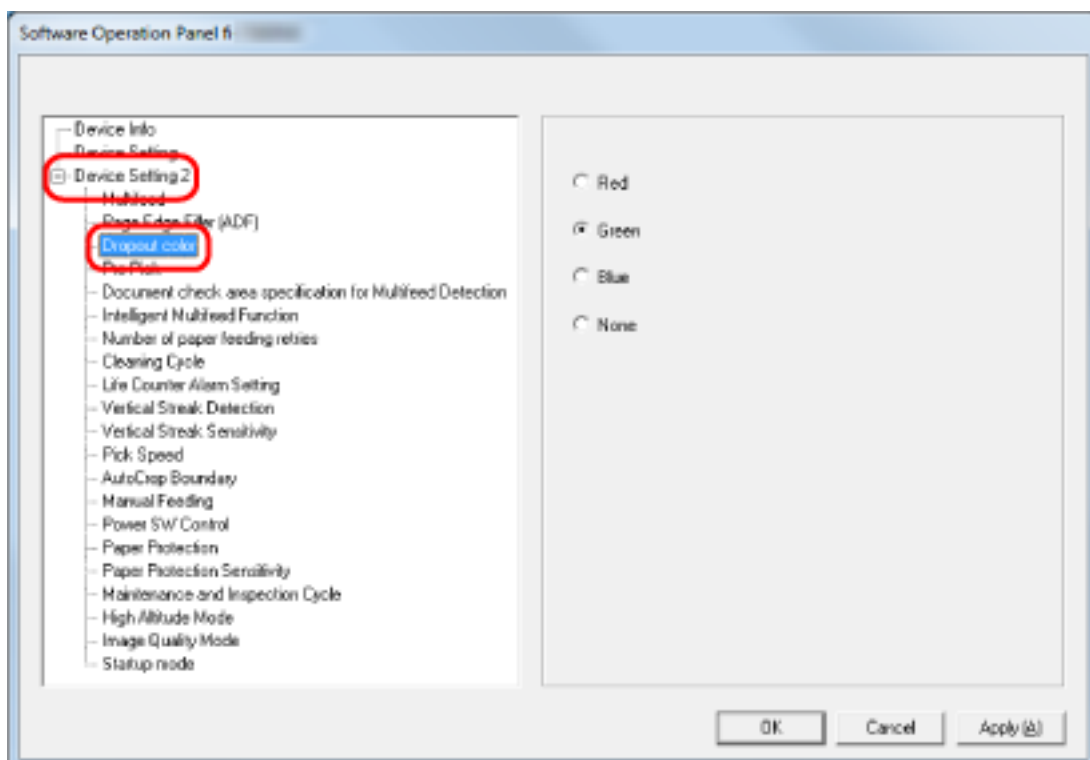 Software Operation Panel fi
Device Info
Device Setting
Device Setting 2
Multifeed
Page Edge Filler (ADF)
Dropout color
Pre-Pick
Document check area specification for Multifeed Detection
Intelligent Multifeed Function
Number of paper feeding retries
Cleaning Cycle
Life Counter Alarm Setting
Vertical Streak Detection
Vertical Streak Sensitivity
Pick Speed
AutoCrop Boundary
Manual Feeding
Power SW Control
Paper Protection
Paper Protection Sensitivity
Maintenance and Inspection Cycle
High Altitude Mode
Image Quality Mode
Startup mode
Red
Green
Blue
None
OK
Cancel
Apply (A)